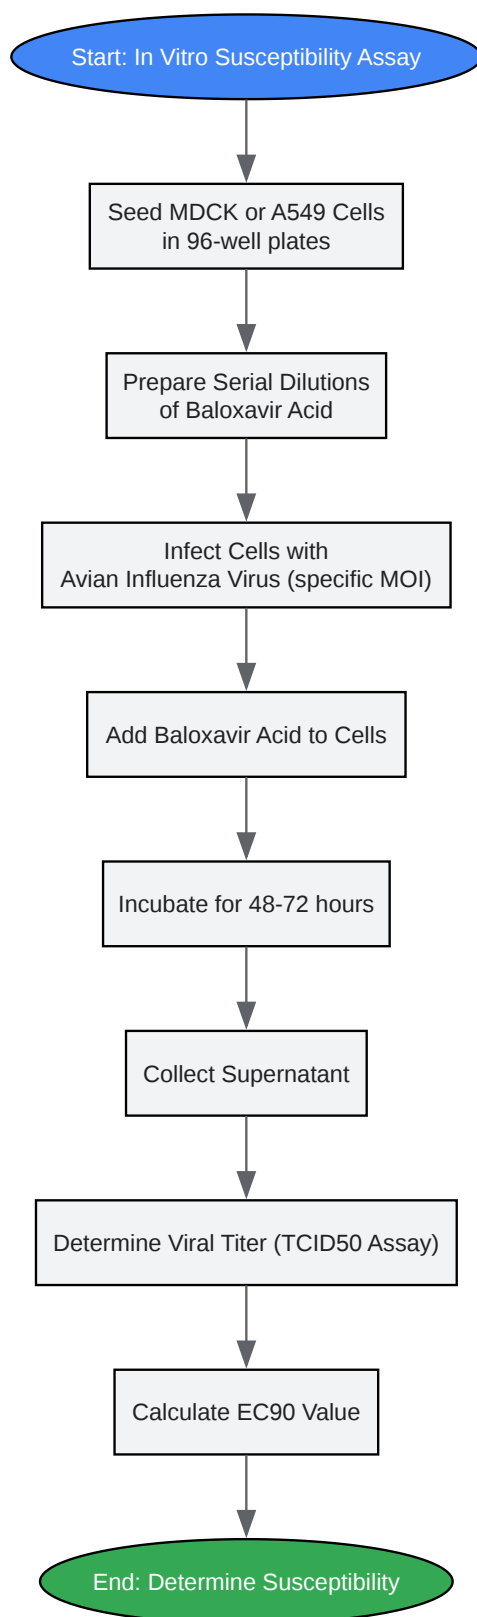 Start: In Vitro Susceptibility Assay
Seed MDCK or A549 Cells
in 96-well plates
Prepare Serial Dilutions
of Baloxavir Acid
Infect Cells with
Avian Influenza Virus (specific MOI)
Add Baloxavir Acid to Cells
Incubate for 48-72 hours
Collect Supernatant
Determine Viral Titer (TCID50 Assay)
Calculate EC90 Value
End: Determine Susceptibility